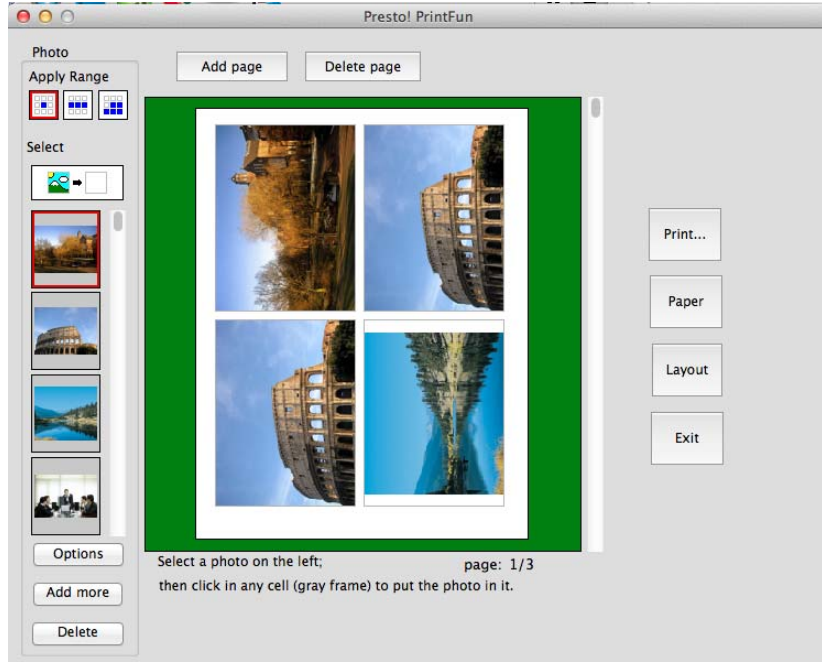 Presto! PrintFun
Photo
Add page
Delete page
Apply Range
Select
Print...
Paper
Layout
Exit
Options
Select a photo on the left;
page: 1/3
then click in any cell (gray frame) to put the photo in it.
Add more
Delete